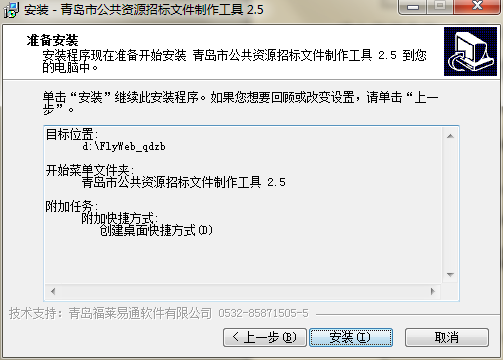 安装 - 青岛市公共资源招标文件制作工具 2.5
准备安装
安装程序现在准备开始安装 青岛市公共资源招标文件制作工具 2.5 到您
的电脑中。
单击“安装”继续此安装程序。如果您想要回顾或改变设置，请单击“上一
步”。
目标位置:
d:\FlyWeb_qdzb
开始菜单文件夹:
青岛市公共资源招标文件制作工具 2.5
附加任务:
附加快捷方式:
创建桌面快捷方式(D)
技术支持：青岛福莱易通软件有限公司 0532-85871505-5
< 上一步(B)
安装(I)
取消